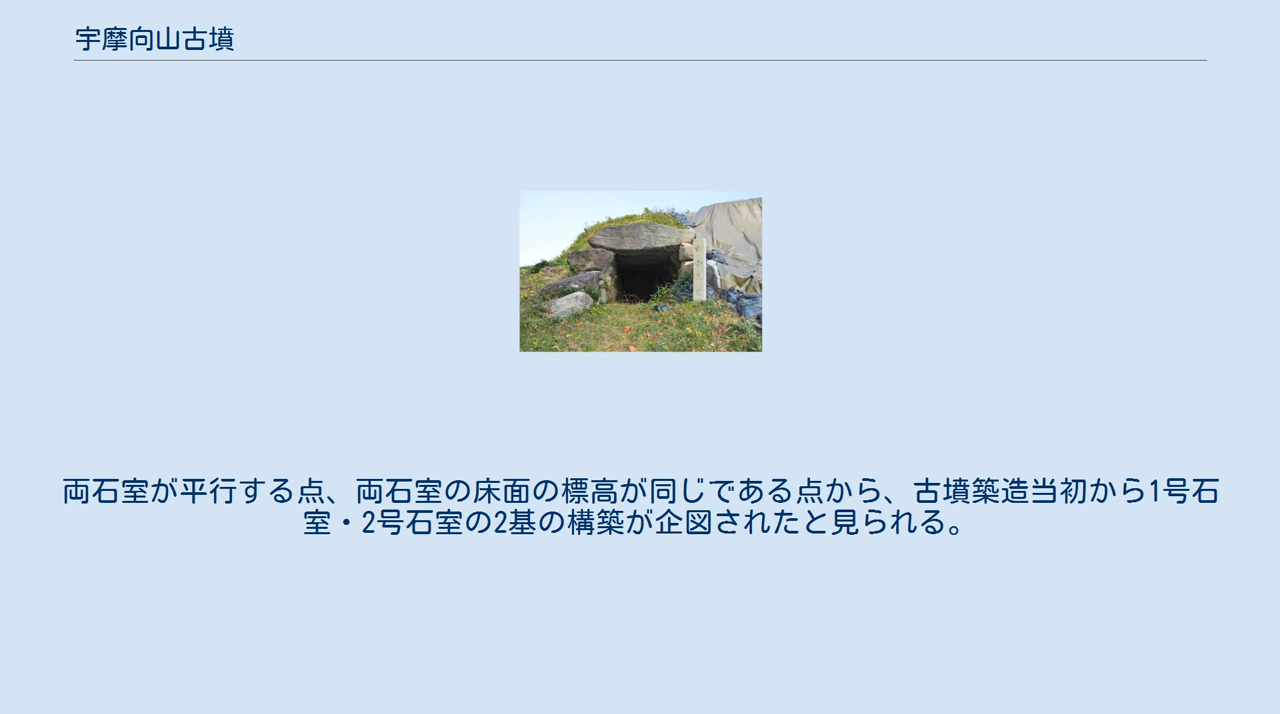 宇摩向山古墳
両石室が平行する点、両石室の床面の標高が同じである点から、古墳築造当初から1号石
室・2号石室の2基の構築が企図されたと見られる。